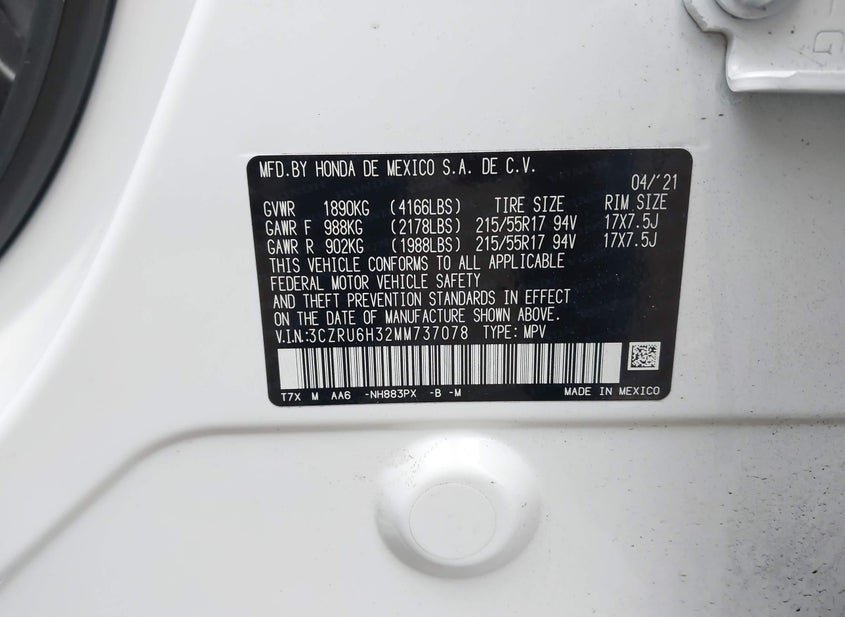 MFD.BY HONDA DE MEXICO S.A. DE C.V.
04/'21
GVWR 1890KG (4166LBS) TIRE SIZE RIM SIZE
GAWR F 988KG (2178LBS) 215/55R17 94V 17X7.5J
GAWR R 902KG (1988LBS) 215/55R17 94V 17X7.5J
THIS VEHICLE CONFORMS TO ALL APPLICABLE
FEDERAL MOTOR VEHICLE SAFETY
AND THEFT PREVENTION STANDARDS IN EFFECT
ON THE DATE OF MANUFACTURE SHOWN ABOVE.
V.I.N.:3CZRU6H32MM737078 TYPE: MPV
T7X M AA6 -NH883PX -B -M MADE IN MEXICO